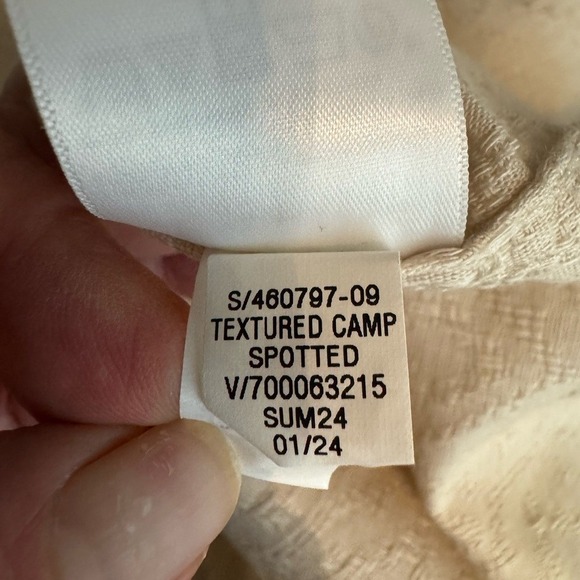 S/460797-09
TEXTURED CAMP
SPOTTED
V/700063215
SUM24
01/24